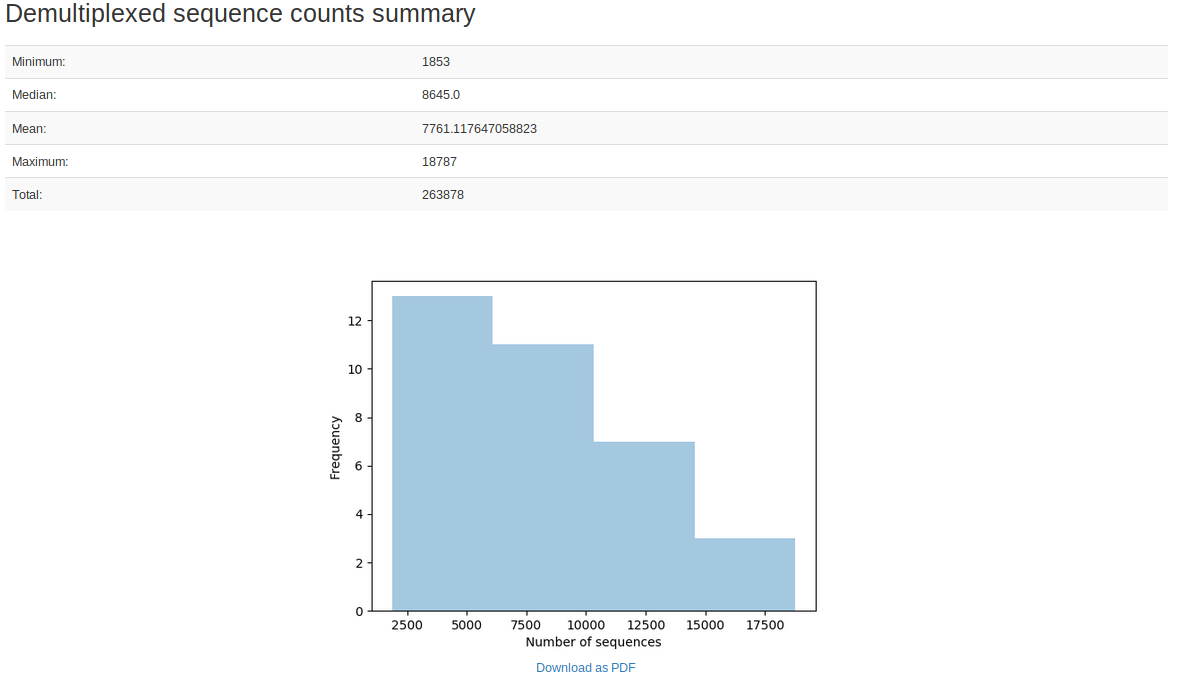 Demultiplexed sequence counts summary
Minimum: 1853
Median: 8645.0
Mean: 7761.117647058823
Maximum: 18787
Total: 263878
12
10
8
6
4
2
0
Frequency
2500 5000 7500 10000 12500 15000 17500
Number of sequences
Download as PDF